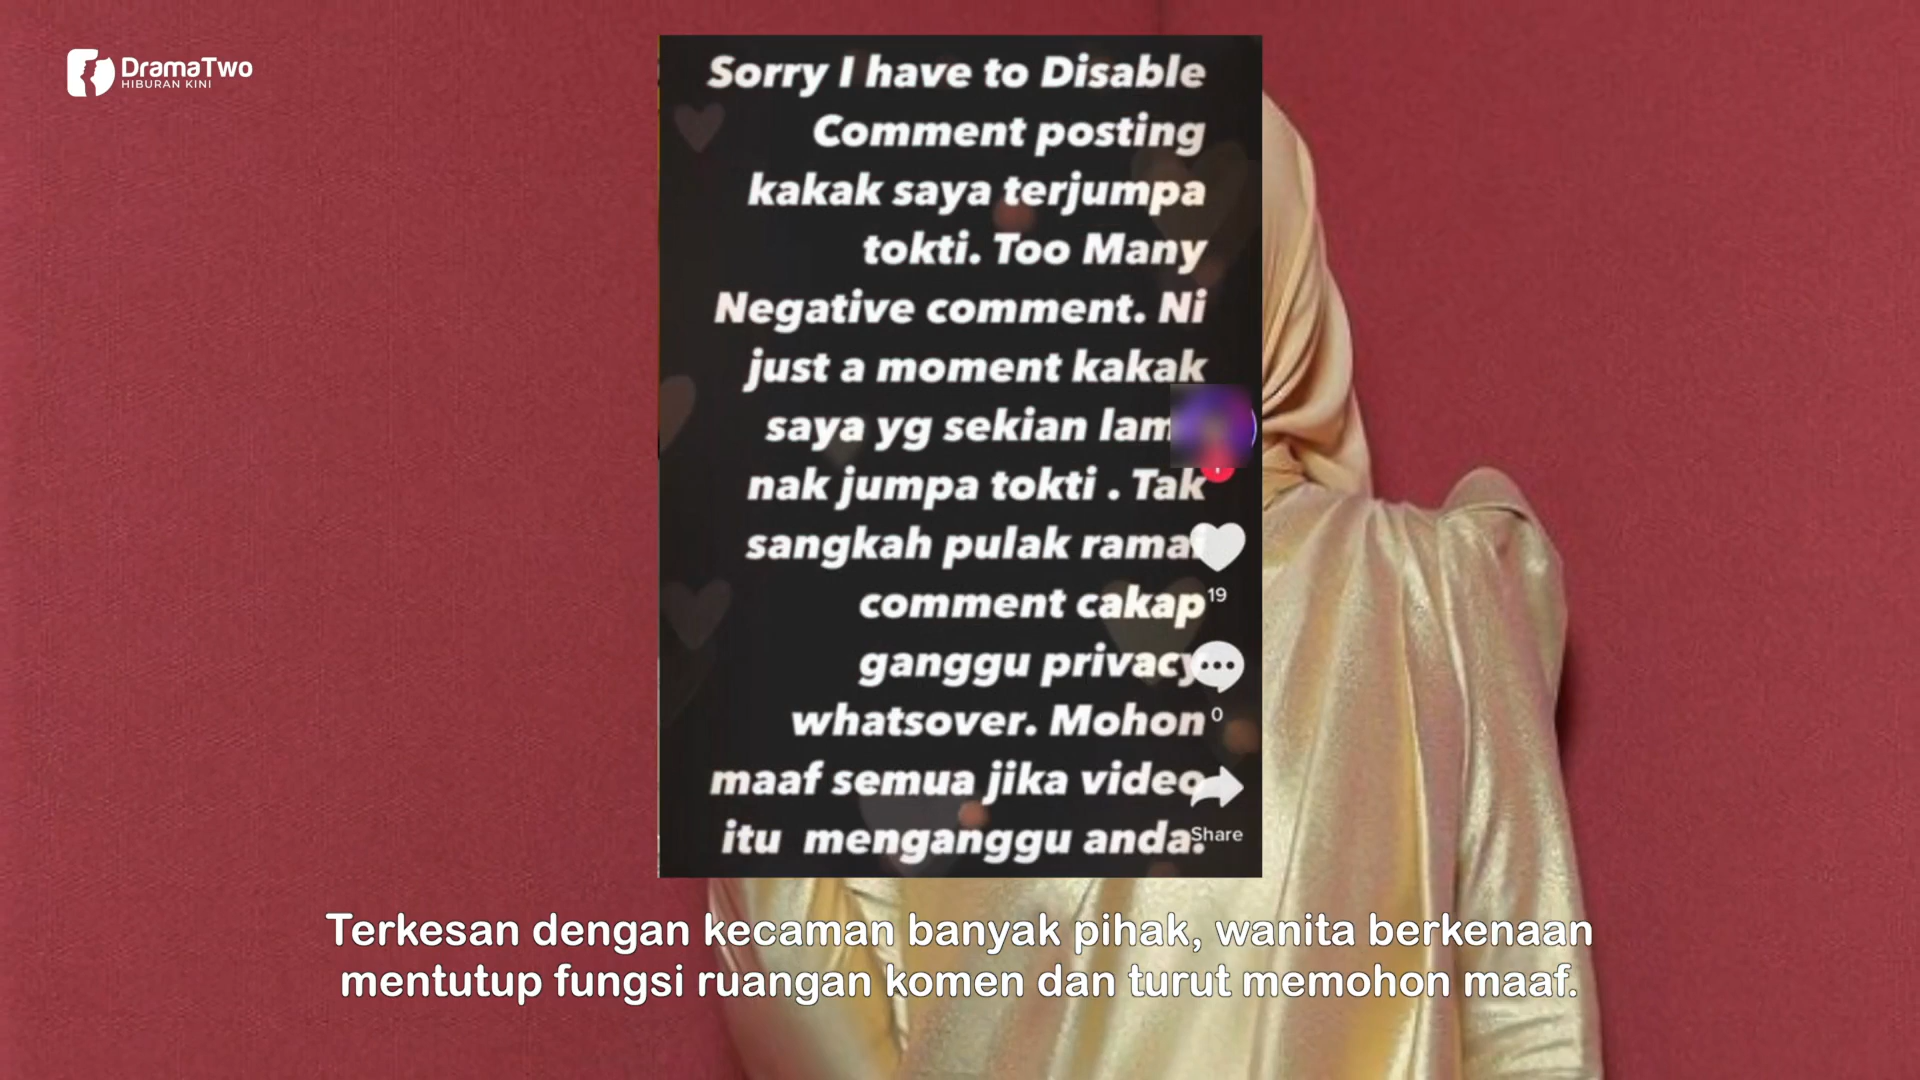 DramaTwo
HIBURAN KINI
Sorry I have to Disable
Comment posting
kakak saya terjumpa
tokti. Too Many
Negative comment. Ni
just a moment kakak
saya yg sekian
nak jumpa tokti . Tak
sangkah pulak ramai
comment cakap
19
ganggu privacy
whatsover. Mohon
0
maaf semua jika video
itu menganggu anda.
Share
Terkesan dengan kecaman banyak pihak, wanita berkenaan
mentutup fungsi ruangan komen dan turut memohon maaf.